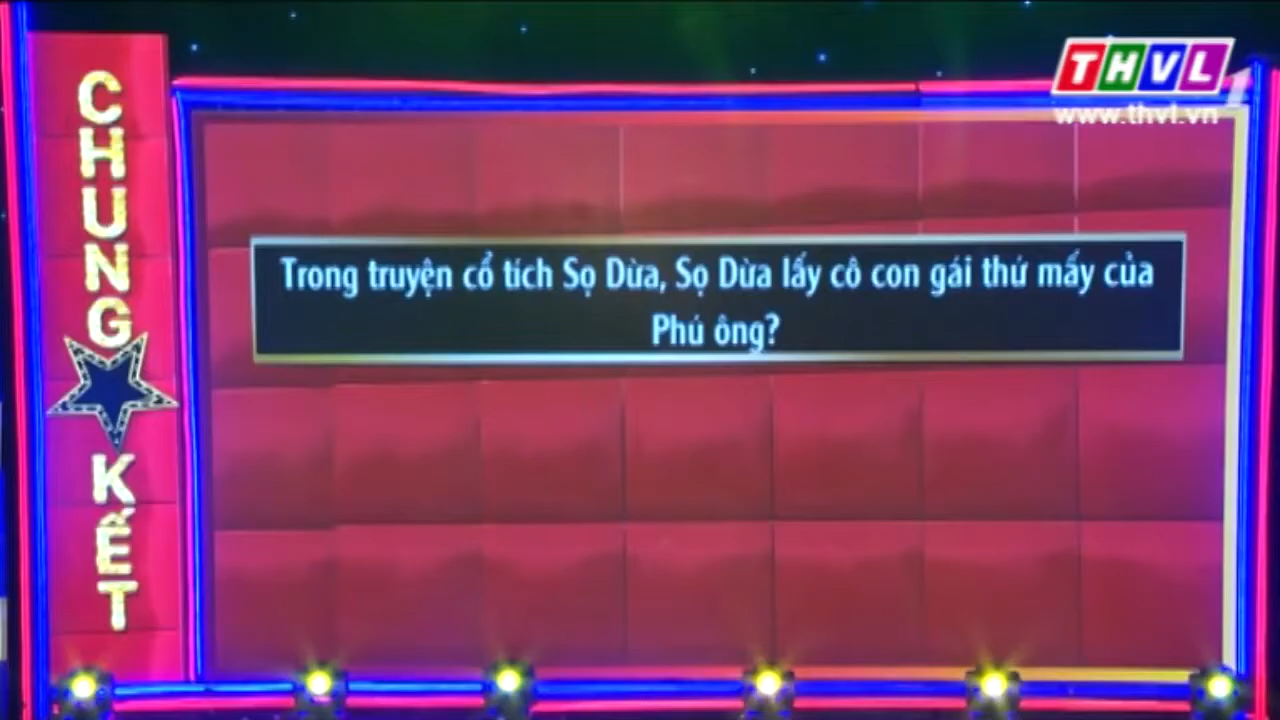 THVL
www.thvl.vn
CHUNG
KẾT
Trong truyện cổ tích Sọ Dừa, Sọ Dừa lấy cô con gái thứ mấy của
Phú ông?